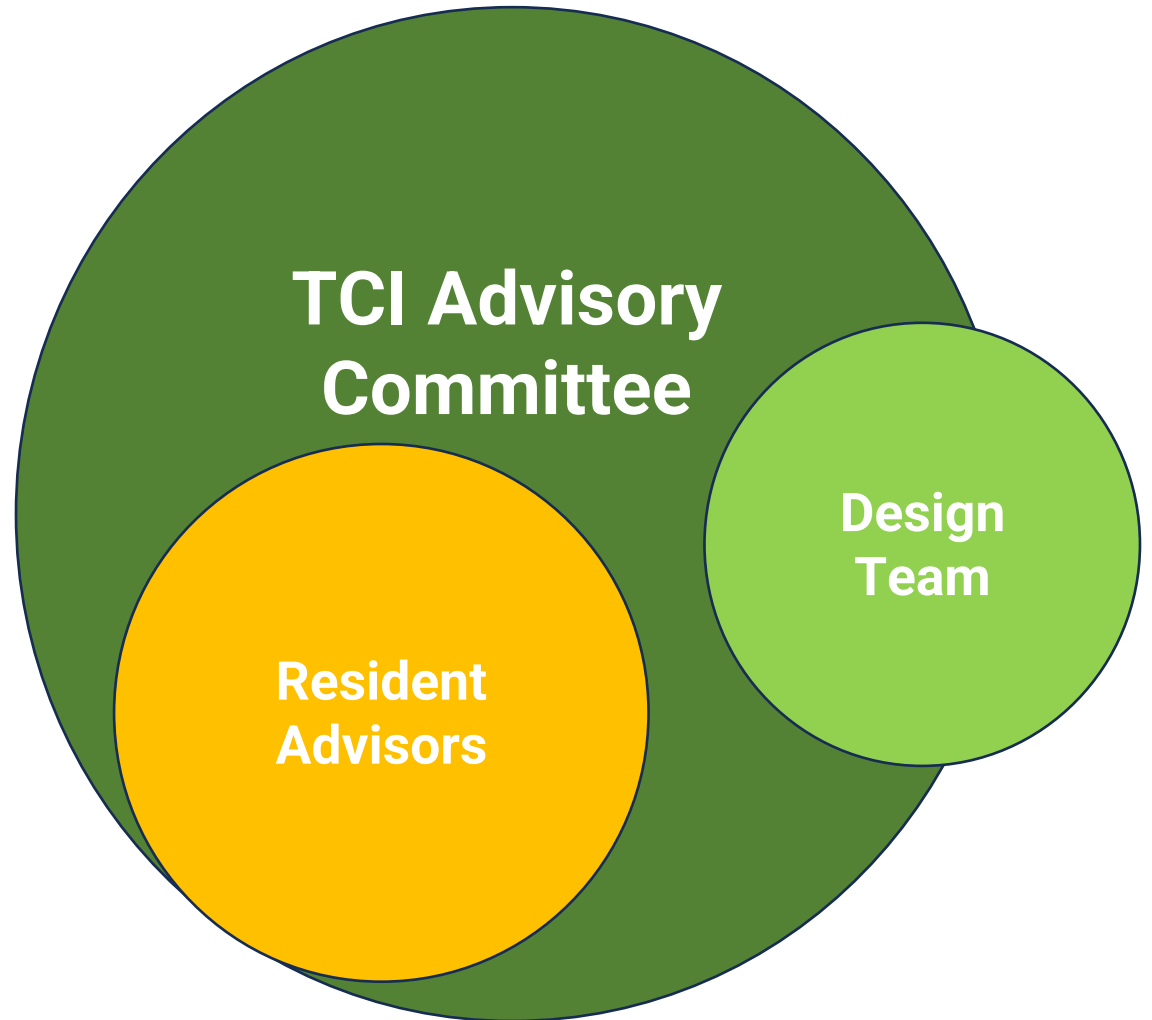 TCI Advisory
Committee
Design
Team
Resident
Advisors